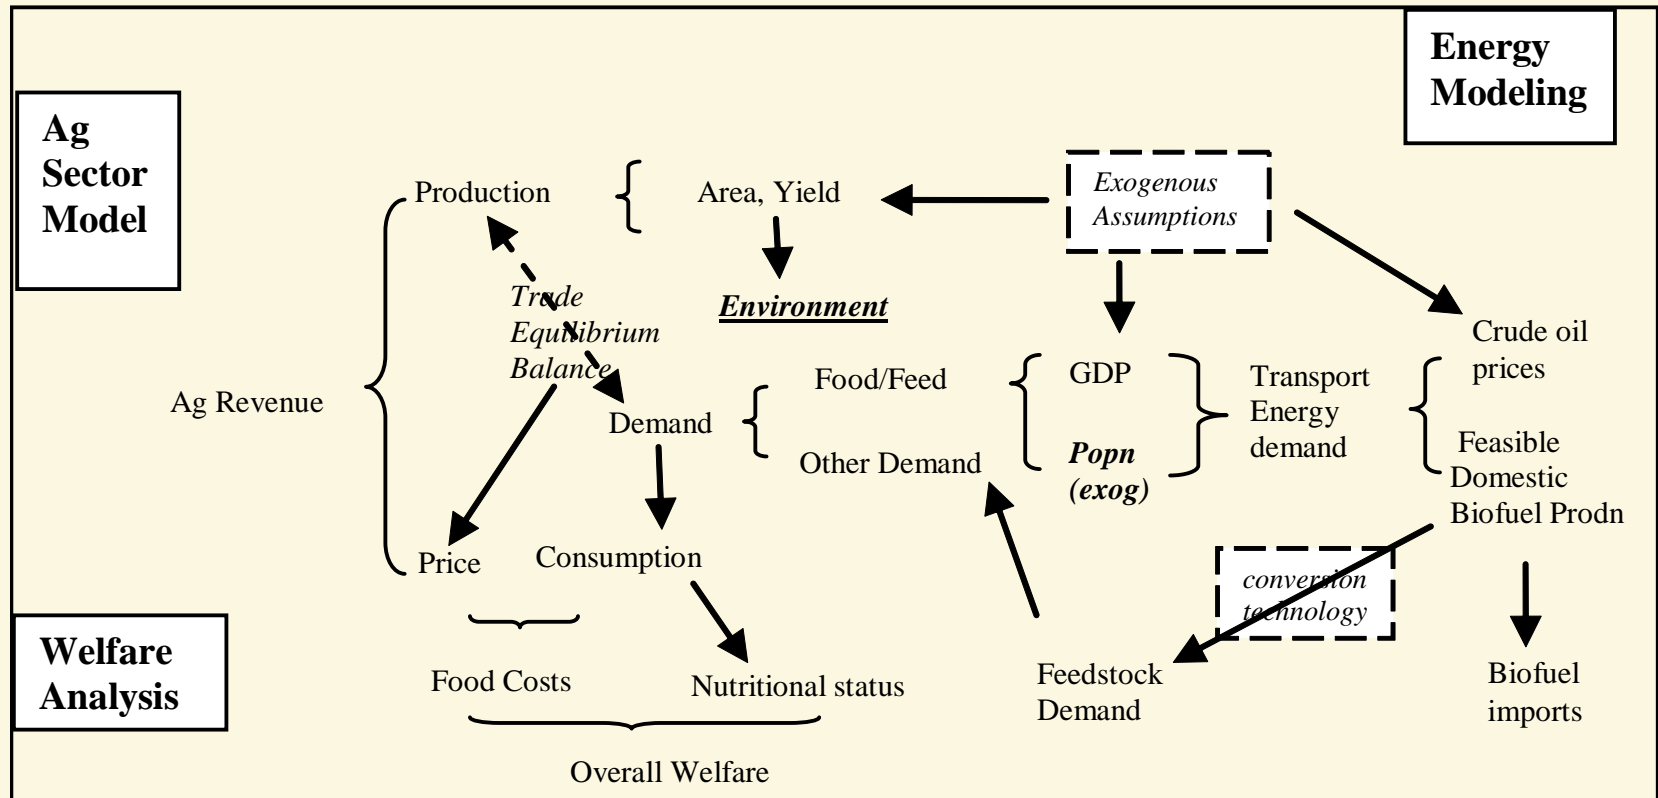 Energy
Modeling
Ag
Sector
Model
Production
Area, Yield
Exogenous
Assumptions
Trade
Equilibrium
Balance
Environment
Crude oil
prices
Ag Revenue
Food/Feed
GDP
Transport
Energy
demand
Demand
Other Demand
Popn
(exog)
Feasible
Domestic
Biofuel Prodn
Price
Consumption
conversion
technology
Welfare
Analysis
Food Costs
Nutritional status
Feedstock
Demand
Biofuel
imports
Overall Welfare